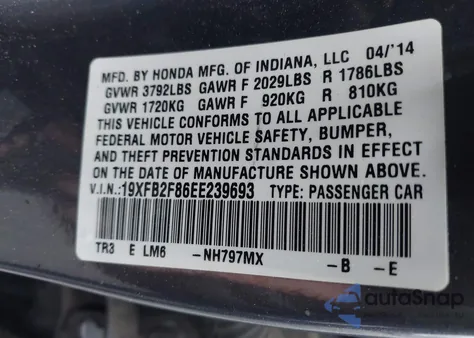 MFD. BY HONDA MFG. OF INDIANA, LLC 04/'14
GVWR 3792LBS GAWR F 2029LBS R 1786LBS
GVWR 1720KG GAWR F 920KG R 810KG
THIS VEHICLE CONFORMS TO ALL APPLICABLE
FEDERAL MOTOR VEHICLE SAFETY, BUMPER,
AND THEFT PREVENTION STANDARDS IN EFFECT
ON THE DATE OF MANUFACTURE SHOWN ABOVE.
V.I.N.:19XFB2F86EE239693 TYPE: PASSENGER CAR
TR3 E LM6 -NH797MX -B -E
autoSnap